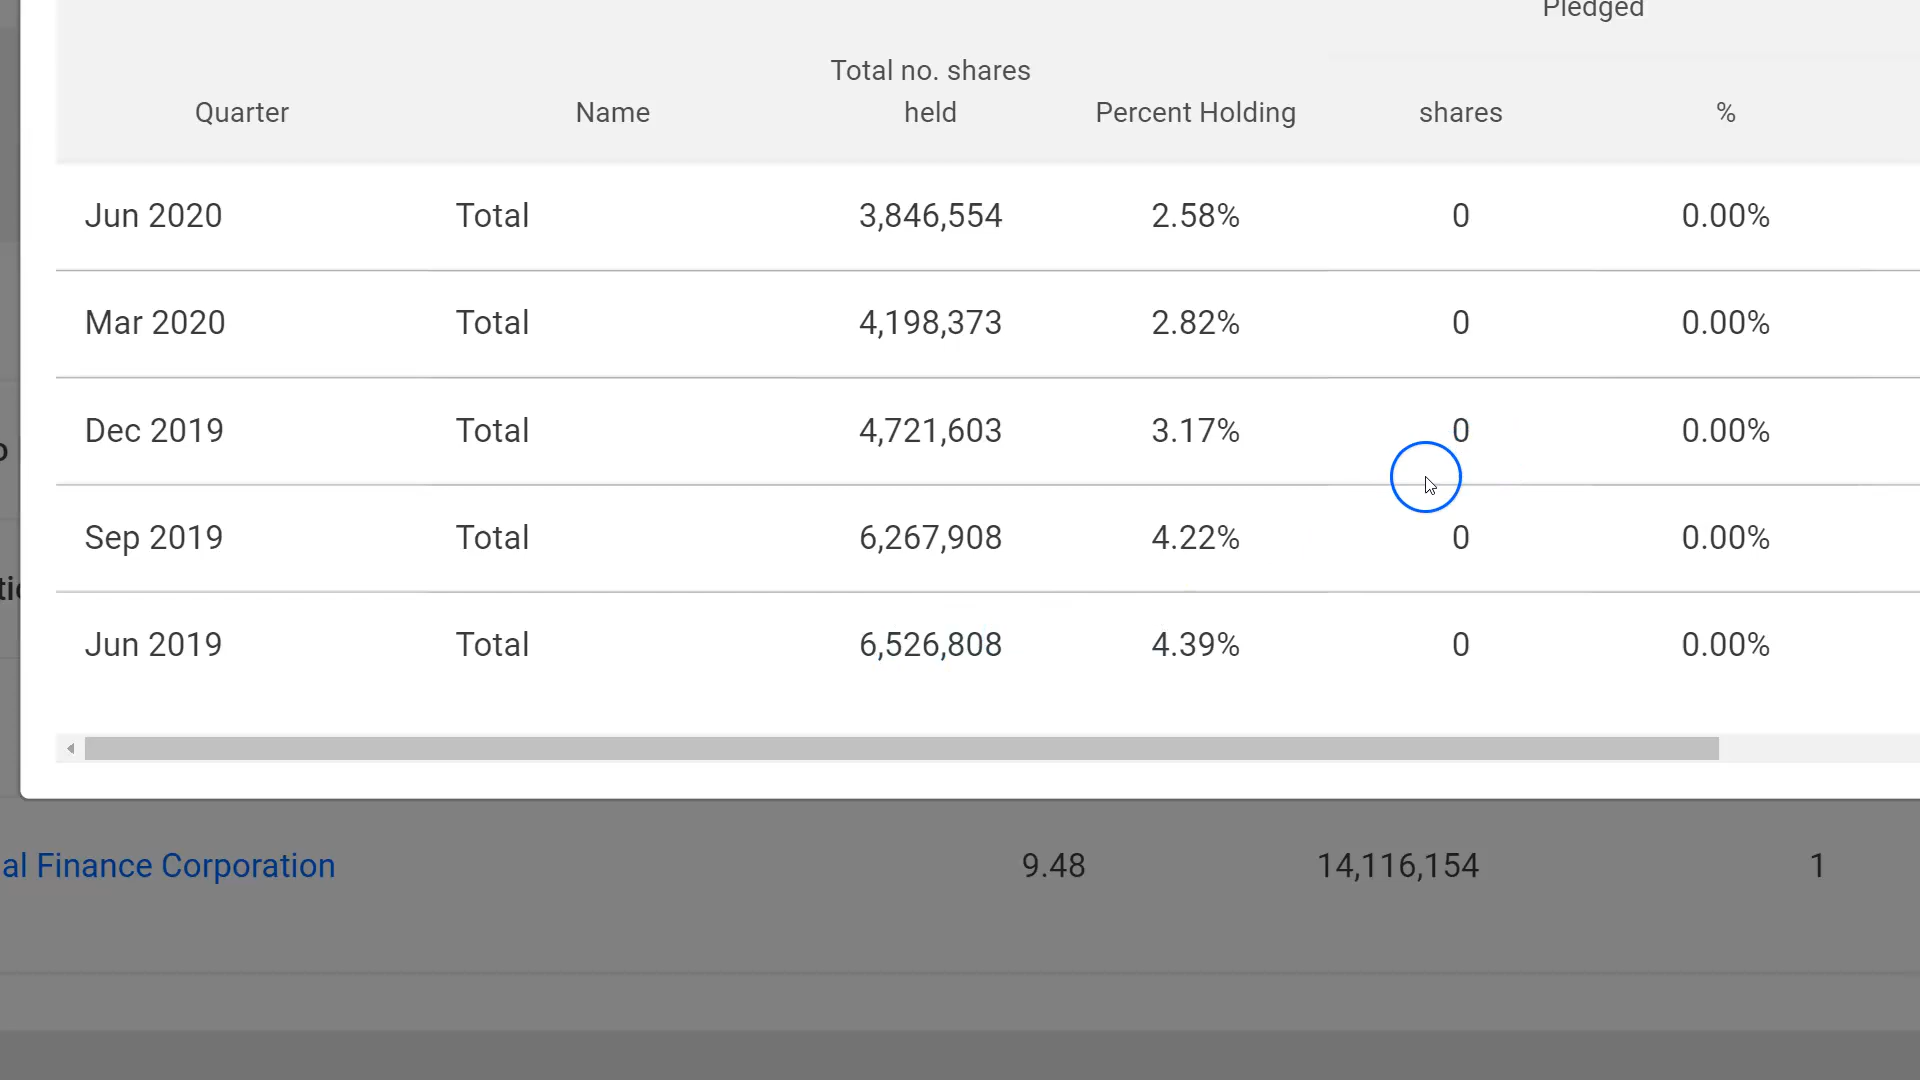 Pledged
Total no. shares
Quarter Name held Percent Holding shares %
Jun 2020 Total 3,846,554 2.58% 0 0.00%
Mar 2020 Total 4,198,373 2.82% 0 0.00%
Dec 2019 Total 4,721,603 3.17% 0 0.00%
Sep 2019 Total 6,267,908 4.22% 0 0.00%
Jun 2019 Total 6,526,808 4.39% 0 0.00%
al Finance Corporation 9.48 14,116,154 1